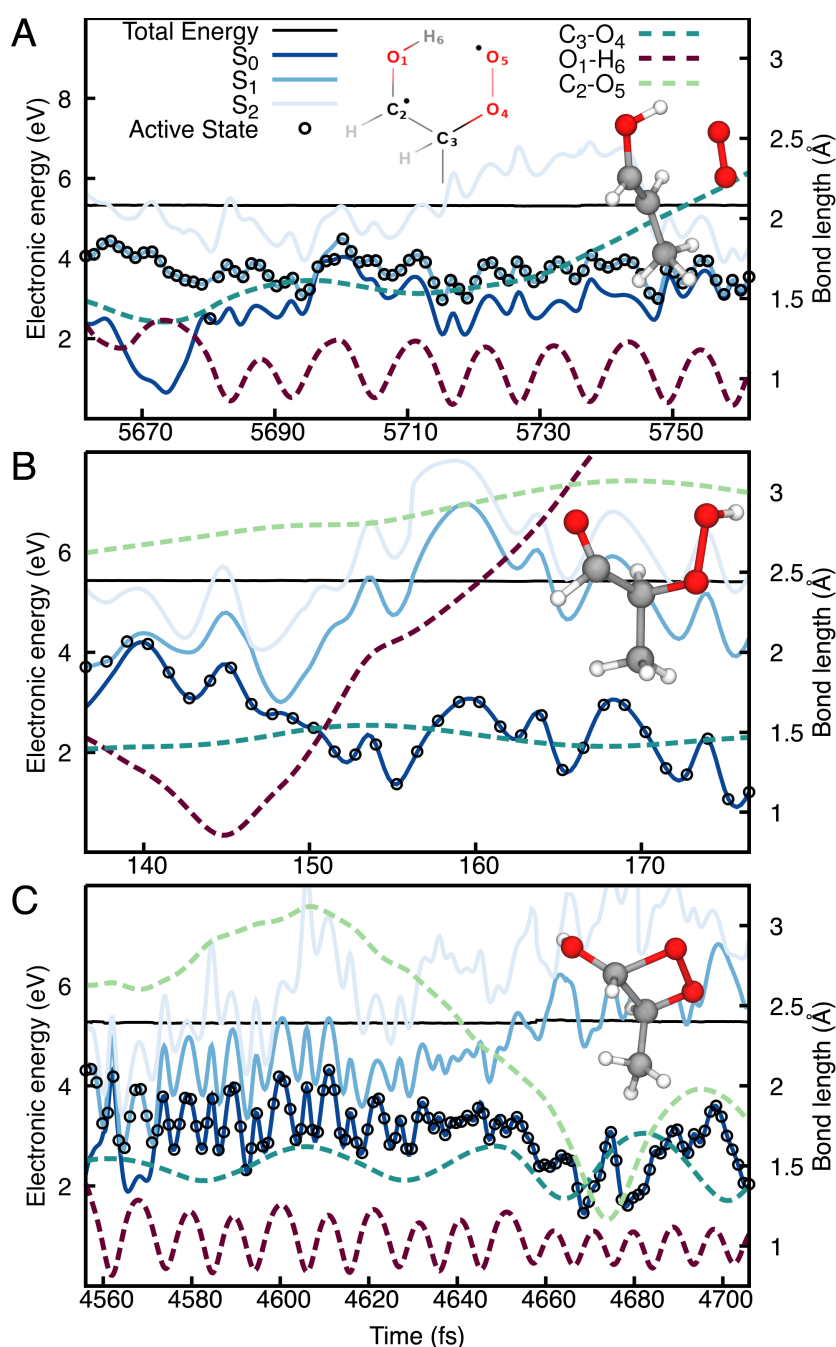 A
Total Energy
S0
S1
S2
Active State
C3-O4
O1-H6
C2-O5
H6
O1
O5
C2
O4
H
H
C3
Electronic energy (eV)
8
6
4
2
3
2.5
2
1.5
1
Bond length (Å)
5670 5690 5710 5730 5750
B
Electronic energy (eV)
6
4
2
3
2.5
2
1.5
1
Bond length (Å)
140 150 160 170
C
Electronic energy (eV)
6
4
2
3
2.5
2
1.5
1
Bond length (Å)
4560 4580 4600 4620 4640 4660 4680 4700
Time (fs)